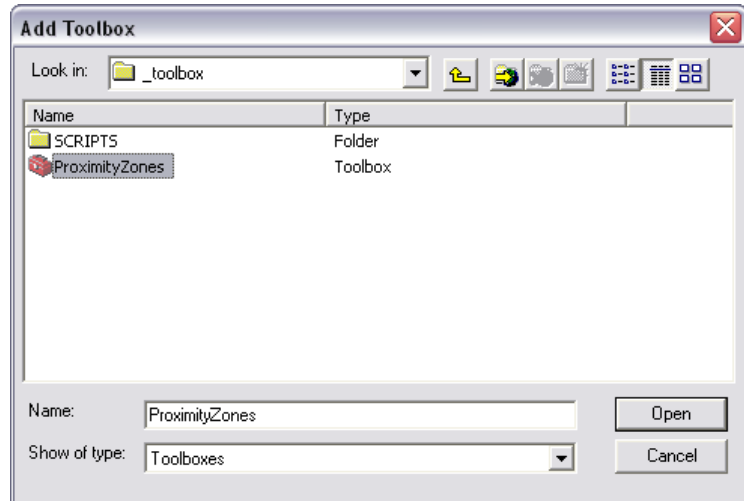 Add Toolbox
Look in: _toolbox
Name Type
SCRIPTS Folder
ProximityZones Toolbox
Name: ProximityZones Open
Show of type: Toolboxes Cancel